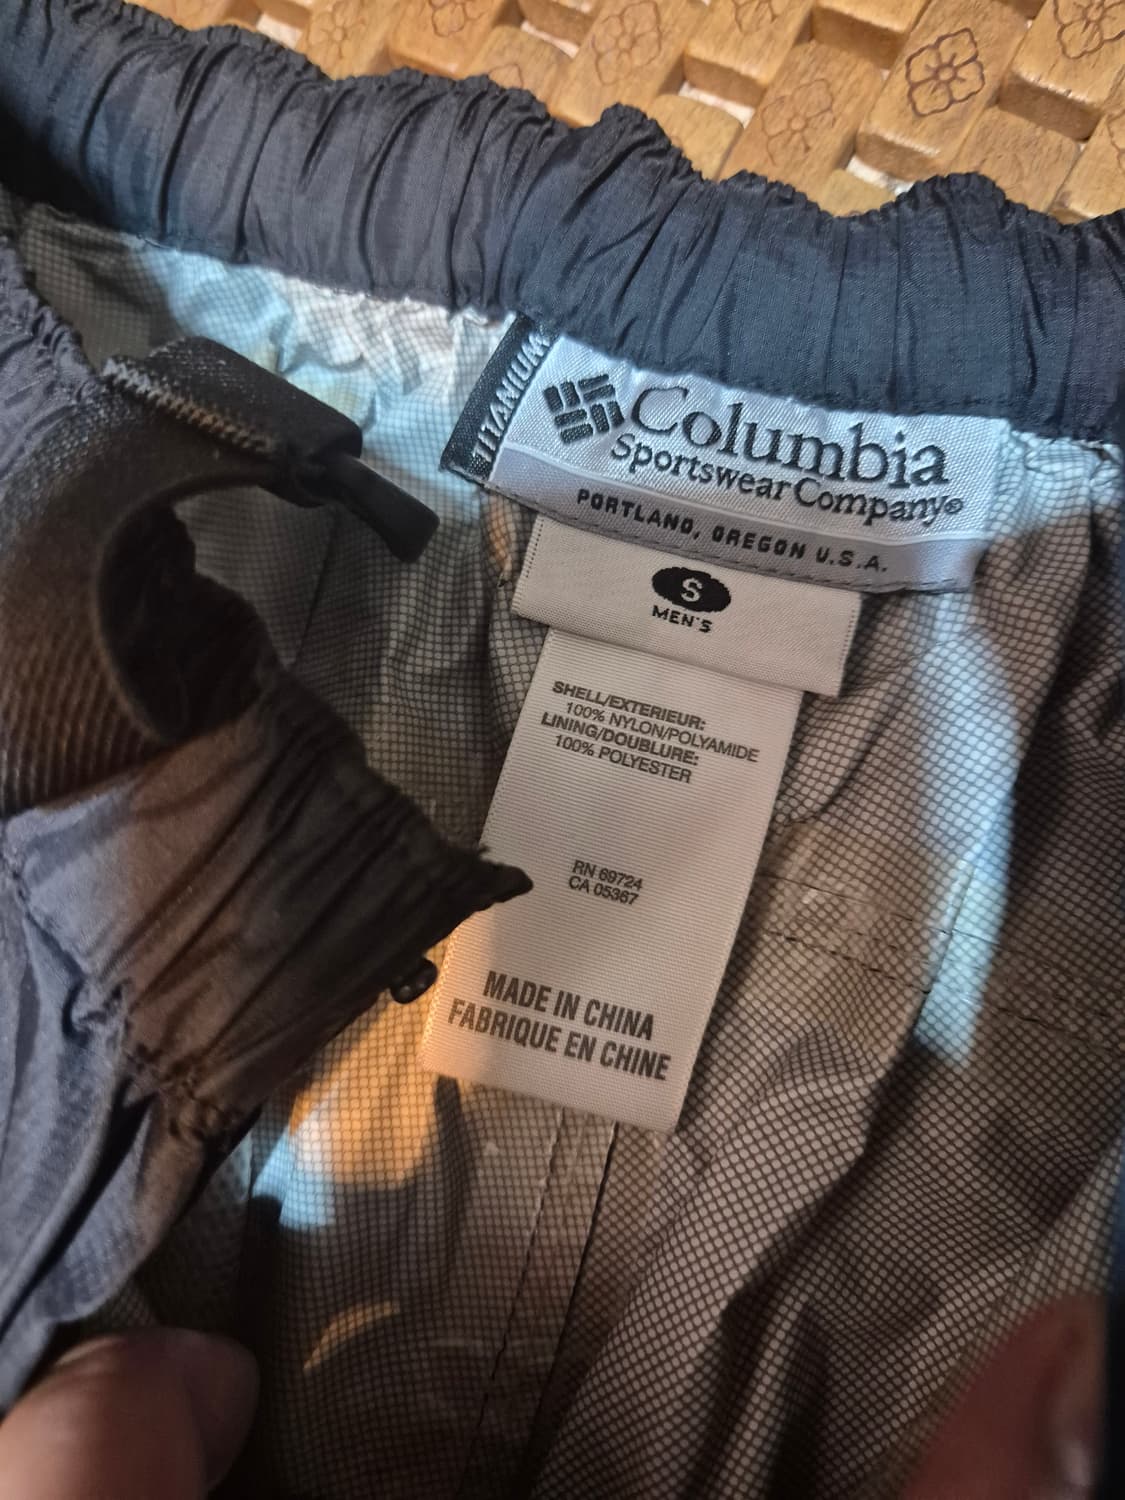 TITANIUM
Columbia
Sportswear Company®
PORTLAND, OREGON U.S.A.
S
MEN'S
SHELL/EXTERIEUR:
100% NYLON/POLYAMIDE
LINING/DOUBLURE:
100% POLYESTER
RN 69724
CA 05367
MADE IN CHINA
FABRIQUE EN CHINE